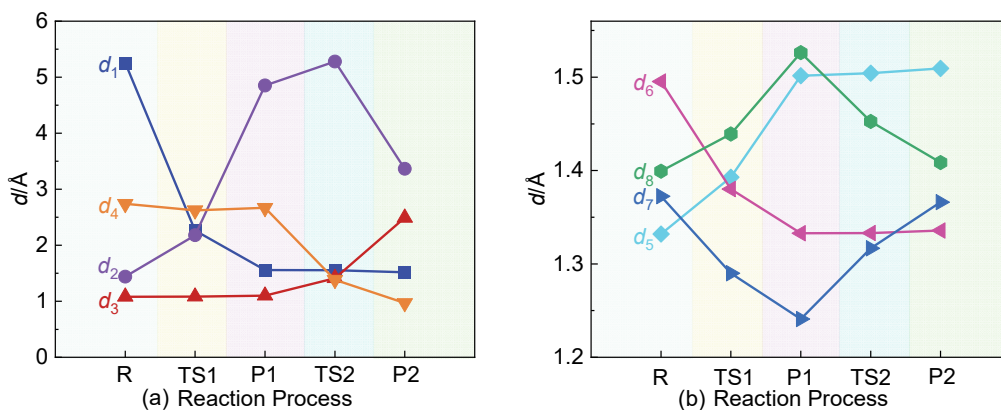 6
5
4
3
2
1
0
d/Å
d₁
d₄
d₂
d₃
R TS1 P1 TS2 P2
(a) Reaction Process
1.5
1.4
1.3
1.2
d/Å
d₆
d₈
d₇
d₅
R TS1 P1 TS2 P2
(b) Reaction Process